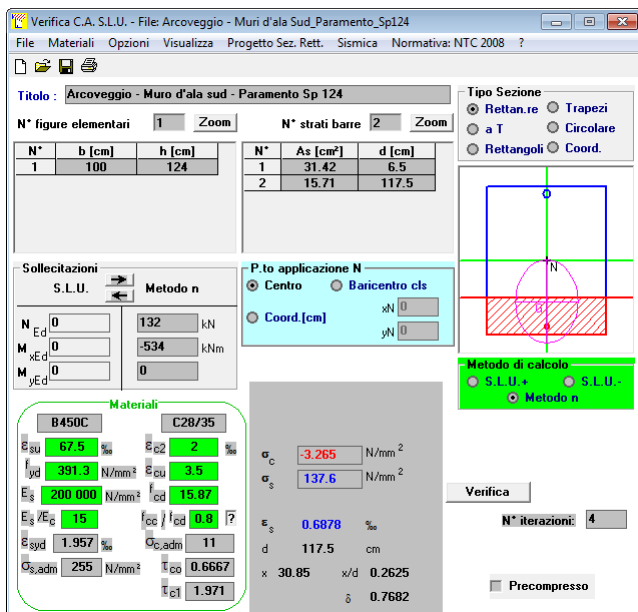 Verifica C.A. S.L.U. - File: Arcoveggio - Muri d'ala Sud_Paramento_Sp124
File Materiali Opzioni Visualizza Progetto Sez. Rett. Sismica Normativa: NTC 2008 ?
Titolo : Arcoveggio - Muro d'ala sud - Paramento Sp 124
N° figure elementari 1 Zoom N° strati barre 2 Zoom
N° b [cm] h [cm]
1 100 124
N° As [cm²] d [cm]
1 31.42 6.5
2 15.71 117.5
Tipo Sezione
Rettan.re Trapezi
a T Circolare
Rettangoli Coord.
N
G
Sollecitazioni
S.L.U. Metodo n
N Ed 0 132 kN
M xEd 0 -534 kNm
M yEd 0 0
P.to applicazione N
Centro Baricentro cls
Coord.[cm] xN 0
yN 0
Metodo di calcolo
S.L.U.+ S.L.U.-
Metodo n
Materiali
B450C C28/35
εsu 67.5 ‰ εc2 2 ‰
fyd 391.3 N/mm² εcu 3.5
Es 200 000 N/mm² fcd 15.87
Es/Ec 15 fcc / fcd 0.8 ?
εsyd 1.957 ‰ σc,adm 11
σs,adm 255 N/mm² τco 0.6667
τc1 1.971
σc -3.265 N/mm²
σs 137.6 N/mm²
εs 0.6878 ‰
d 117.5 cm
x 30.85 x/d 0.2625
δ 0.7682
Verifica
N° iterazioni: 4
Precompresso